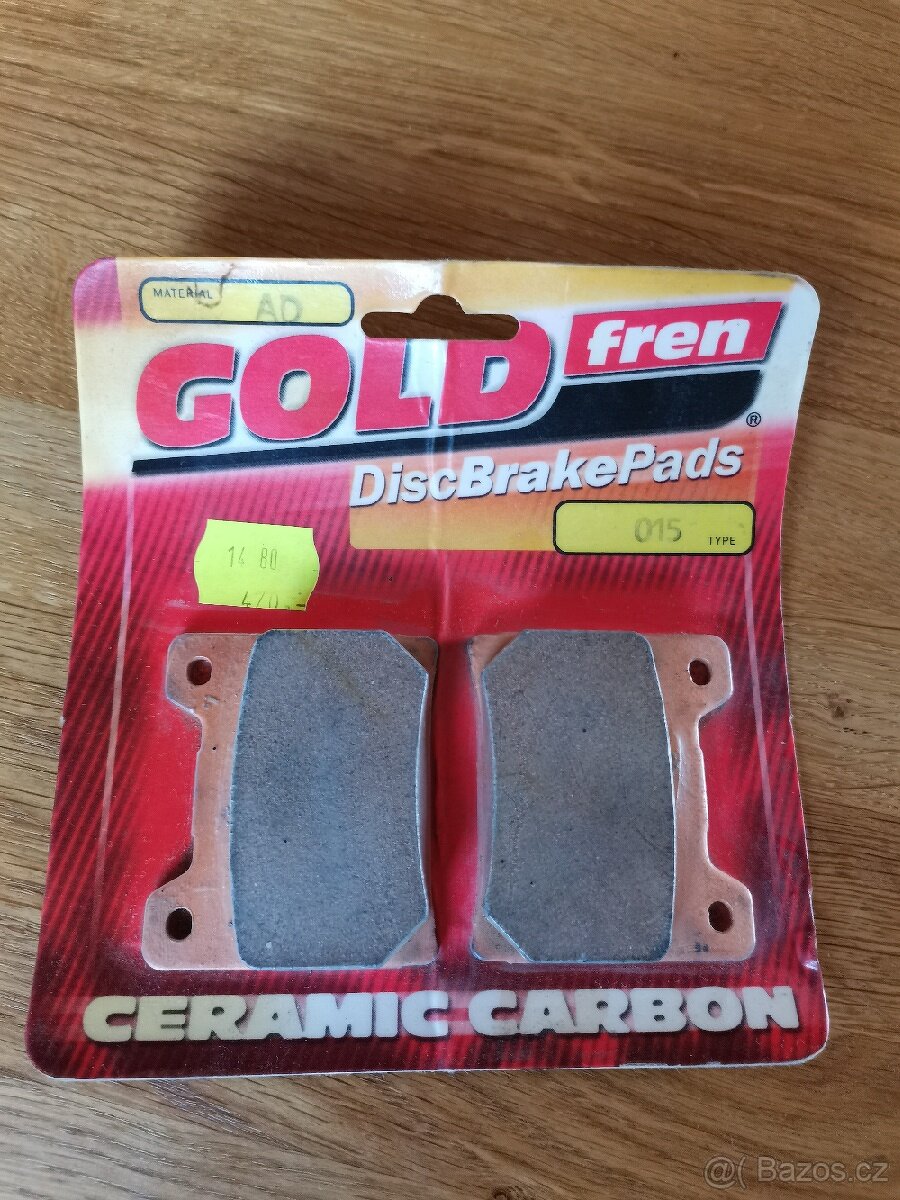 MATERIAL AD
GOLD fren ®
DiscBrakePads
015 TYPE
14 80
CERAMIC CARBON
@( Bazos.cz